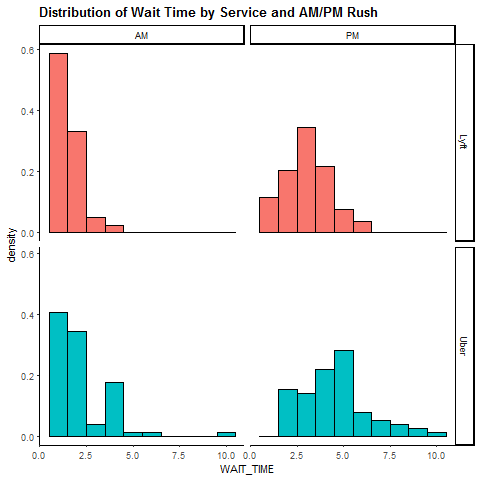 Distribution of Wait Time by Service and AM/PM Rush
AM
PM
0.6
0.4
0.2
0.0
Lyft
density
0.6
0.4
0.2
0.0
Uber
0.0
2.5
5.0
7.5
10.0
0.0
2.5
5.0
7.5
10.0
WAIT_TIME